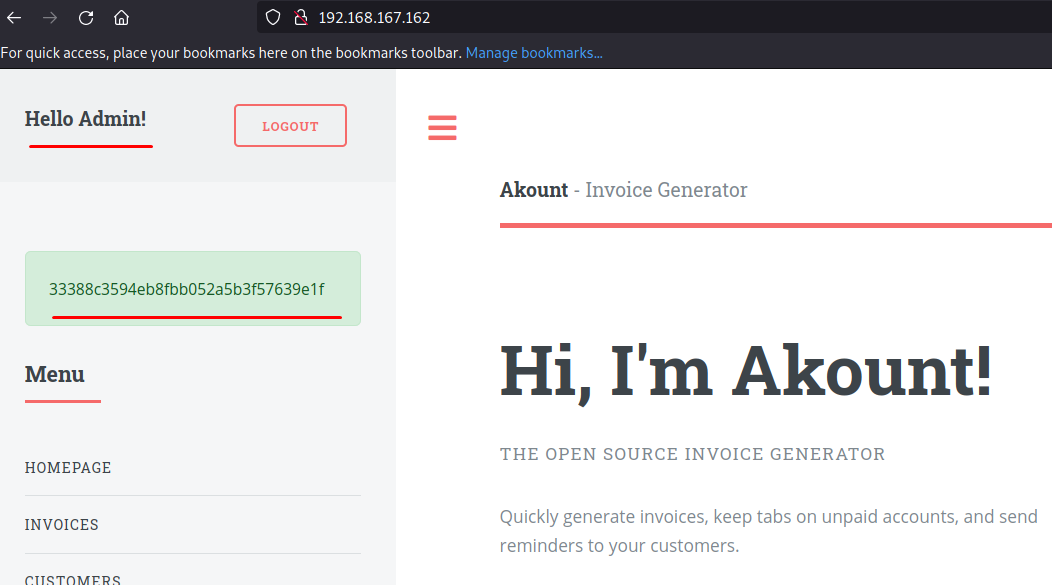 192.168.167.162
For quick access, place your bookmarks here on the bookmarks toolbar. Manage bookmarks...
Hello Admin!
LOGOUT
Akount - Invoice Generator
33388c3594eb8fbb052a5b3f57639e1f
Menu
HOMEPAGE
INVOICES
CUSTOMERS
Hi, I'm Akount!
THE OPEN SOURCE INVOICE GENERATOR
Quickly generate invoices, keep tabs on unpaid accounts, and send
reminders to your customers.